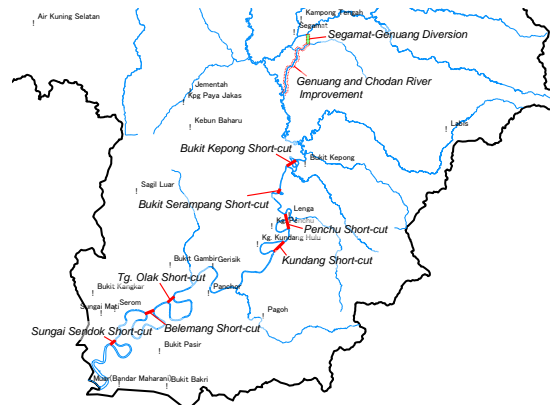 Kampong Tengah
Air Kuning Selatan
Segamat
Segamat-Genuang Diversion
Genuang and Chodan River
Improvement
Jementah
Kpg Paya Jakas
Kebun Baharu
Labis
Bukit Kepong Short-cut
Bukit Kepong
Sagil Luar
Bukit Serampang Short-cut
Lenga
Penchu Short-cut
Kg. Kundang Hulu
Kundang Short-cut
Bukit Gambir
Gerisik
Tg. Olak Short-cut
Bukit Kangkar
Panchor
Sungai Mati
Serom
Pagoh
Belemang Short-cut
Sungai Sendok Short-cut
Bukit Pasir
Muar(Bandar Maharani)
Bukit Bakri